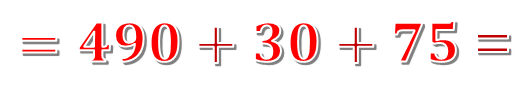 = 490 + 30 + 75 =